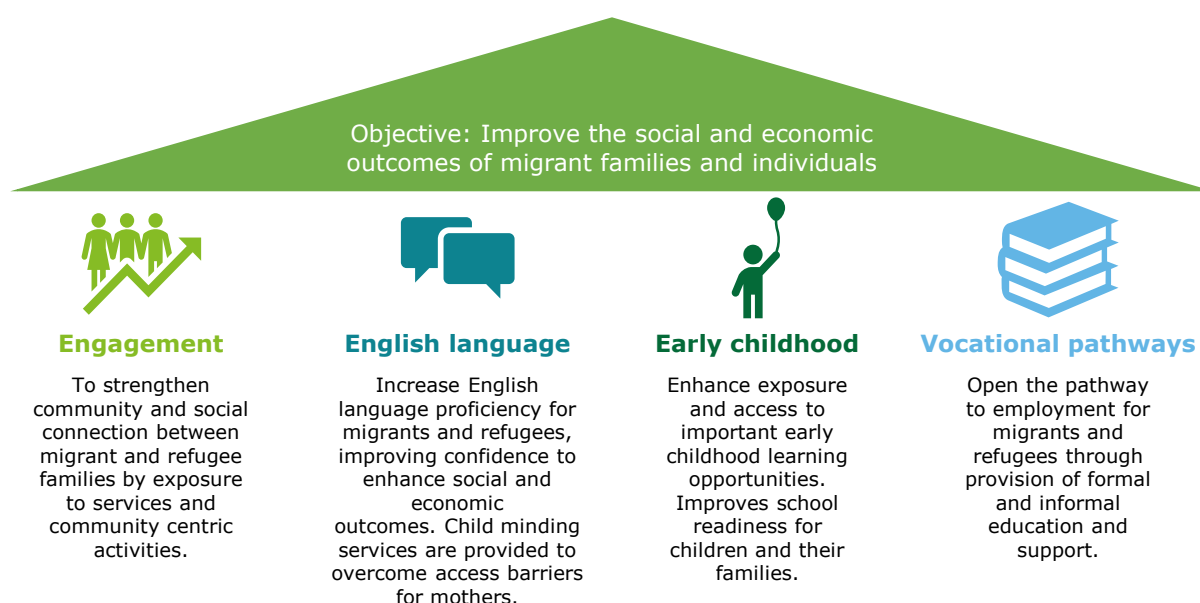 Objective: Improve the social and economic
outcomes of migrant families and individuals
Engagement
To strengthen
community and social
connection between
migrant and refugee
families by exposure
to services and
community centric
activities.
English language
Increase English
language proficiency for
migrants and refugees,
improving confidence to
enhance social and
economic
outcomes. Child minding
services are provided to
overcome access barriers
for mothers.
Early childhood
Enhance exposure
and access to
important early
childhood learning
opportunities.
Improves school
readiness for
children and their
families.
Vocational pathways
Open the pathway
to employment for
migrants and
refugees through
provision of formal
and informal
education and
support.